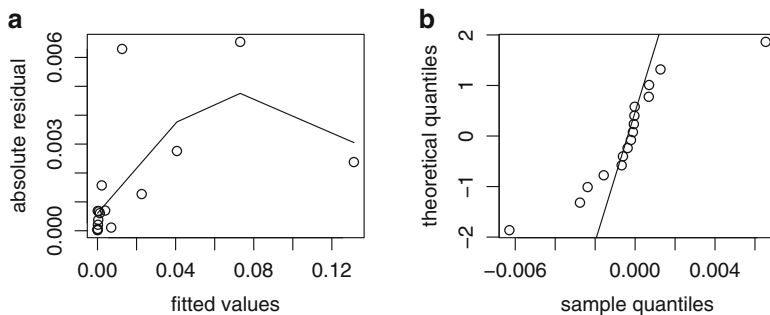 a
absolute residual
0.006
0.003
0.000
0.00
0.04
0.08
0.12
fitted values
b
theoretical quantiles
2
1
0
−1
−2
−0.006
0.000
0.004
sample quantiles